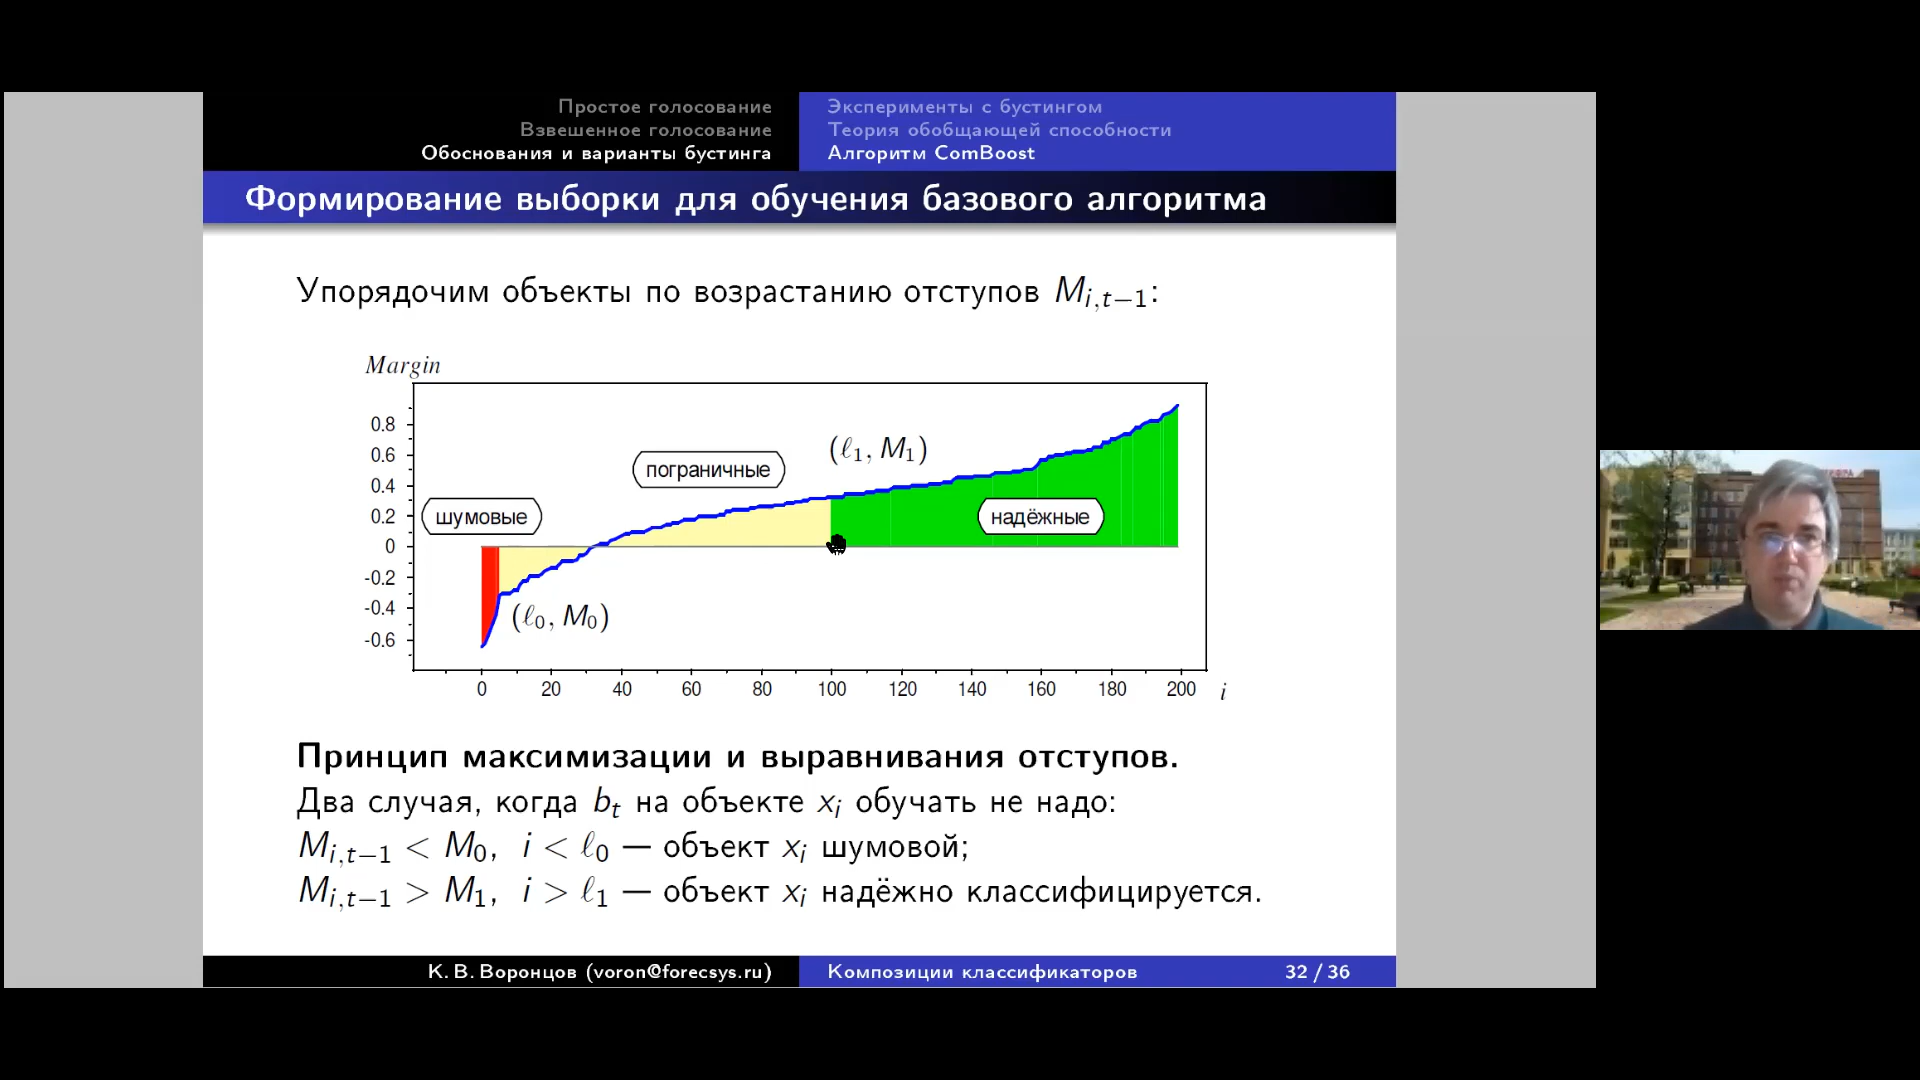 Простое голосование
Взвешенное голосование
Обоснования и варианты бустинга
Эксперименты с бустингом
Теория обобщающей способности
Алгоритм ComBoost
Формирование выборки для обучения базового алгоритма
Упорядочим объекты по возрастанию отступов M_{i,t−1}:
Margin
0.8
0.6
0.4
0.2
0
-0.2
-0.4
-0.6
(ℓ₁, M₁)
пограничные
шумовые
надёжные
(ℓ₀, M₀)
0 20 40 60 80 100 120 140 160 180 200 i
Принцип максимизации и выравнивания отступов.
Два случая, когда b_t на объекте x_i обучать не надо:
M_{i,t−1} < M₀, i < ℓ₀ — объект x_i шумовой;
M_{i,t−1} > M₁, i > ℓ₁ — объект x_i надёжно классифицируется.
К. В. Воронцов (voron@forecsys.ru)
Композиции классификаторов
32 / 36